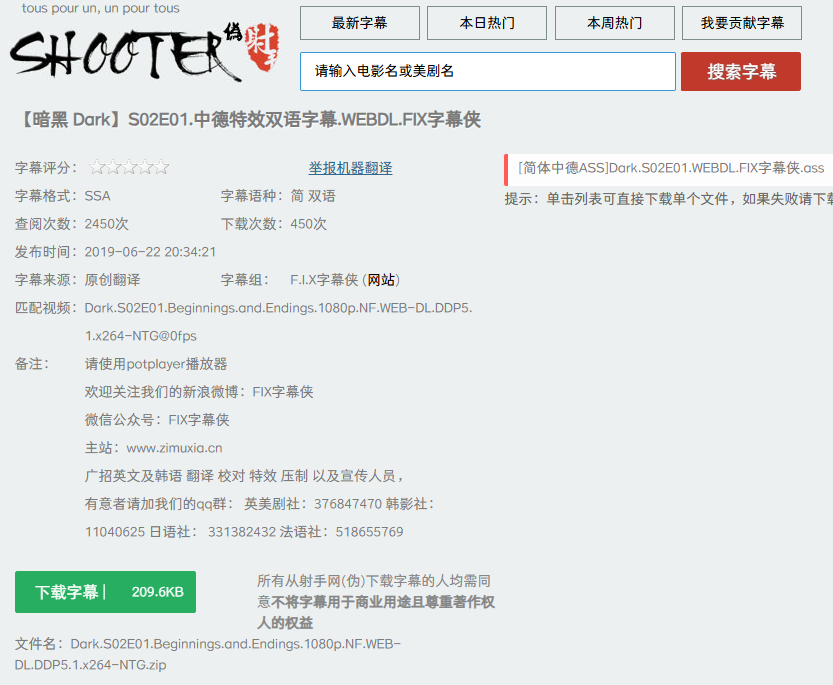 tous pour un, un pour tous
SHOOTER
偽
射手
最新字幕
本日热门
本周热门
我要贡献字幕
请输入电影名或美剧名
搜索字幕
【暗黑 Dark】S02E01.中德特效双语字幕.WEBDL.FIX字幕侠
字幕评分：
举报机器翻译
字幕格式：SSA 字幕语种：简 双语
查阅次数：2450次 下载次数：450次
发布时间：2019-06-22 20:34:21
字幕来源：原创翻译 字幕组： F.I.X字幕侠 (网站)
匹配视频：Dark.S02E01.Beginnings.and.Endings.1080p.NF.WEB-DL.DDP5.
1.x264-NTG@0fps
备注： 请使用potplayer播放器
欢迎关注我们的新浪微博：FIX字幕侠
微信公众号：FIX字幕侠
主站：www.zimuxia.cn
广招英文及韩语 翻译 校对 特效 压制 以及宣传人员，
有意者请加我们的qq群： 英美剧社：376847470 韩影社：
11040625 日语社： 331382432 法语社：518655769
[简体中德ASS]Dark.S02E01.WEBDL.FIX字幕侠.ass
提示：单击列表可直接下载单个文件，如果失败请下载
下载字幕 | 209.6KB
所有从射手网(伪)下载字幕的人均需同
意不将字幕用于商业用途且尊重著作权
人的权益
文件名：Dark.S02E01.Beginnings.and.Endings.1080p.NF.WEB-
DL.DDP5.1.x264-NTG.zip